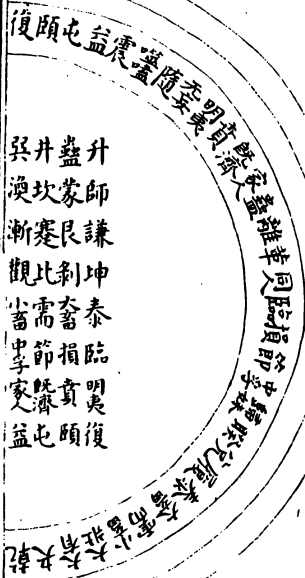 復頤屯益震噬嗑隨无妄明夷賁既濟家人豐離革同人臨損節中孚歸妹睽兌履泰大畜需小畜大壯大有夬乾
升師謙坤泰臨明夷復
蠱蒙艮剝大畜損賁頤
井坎蹇比需節既濟屯
巽渙漸觀小畜中孚家人益